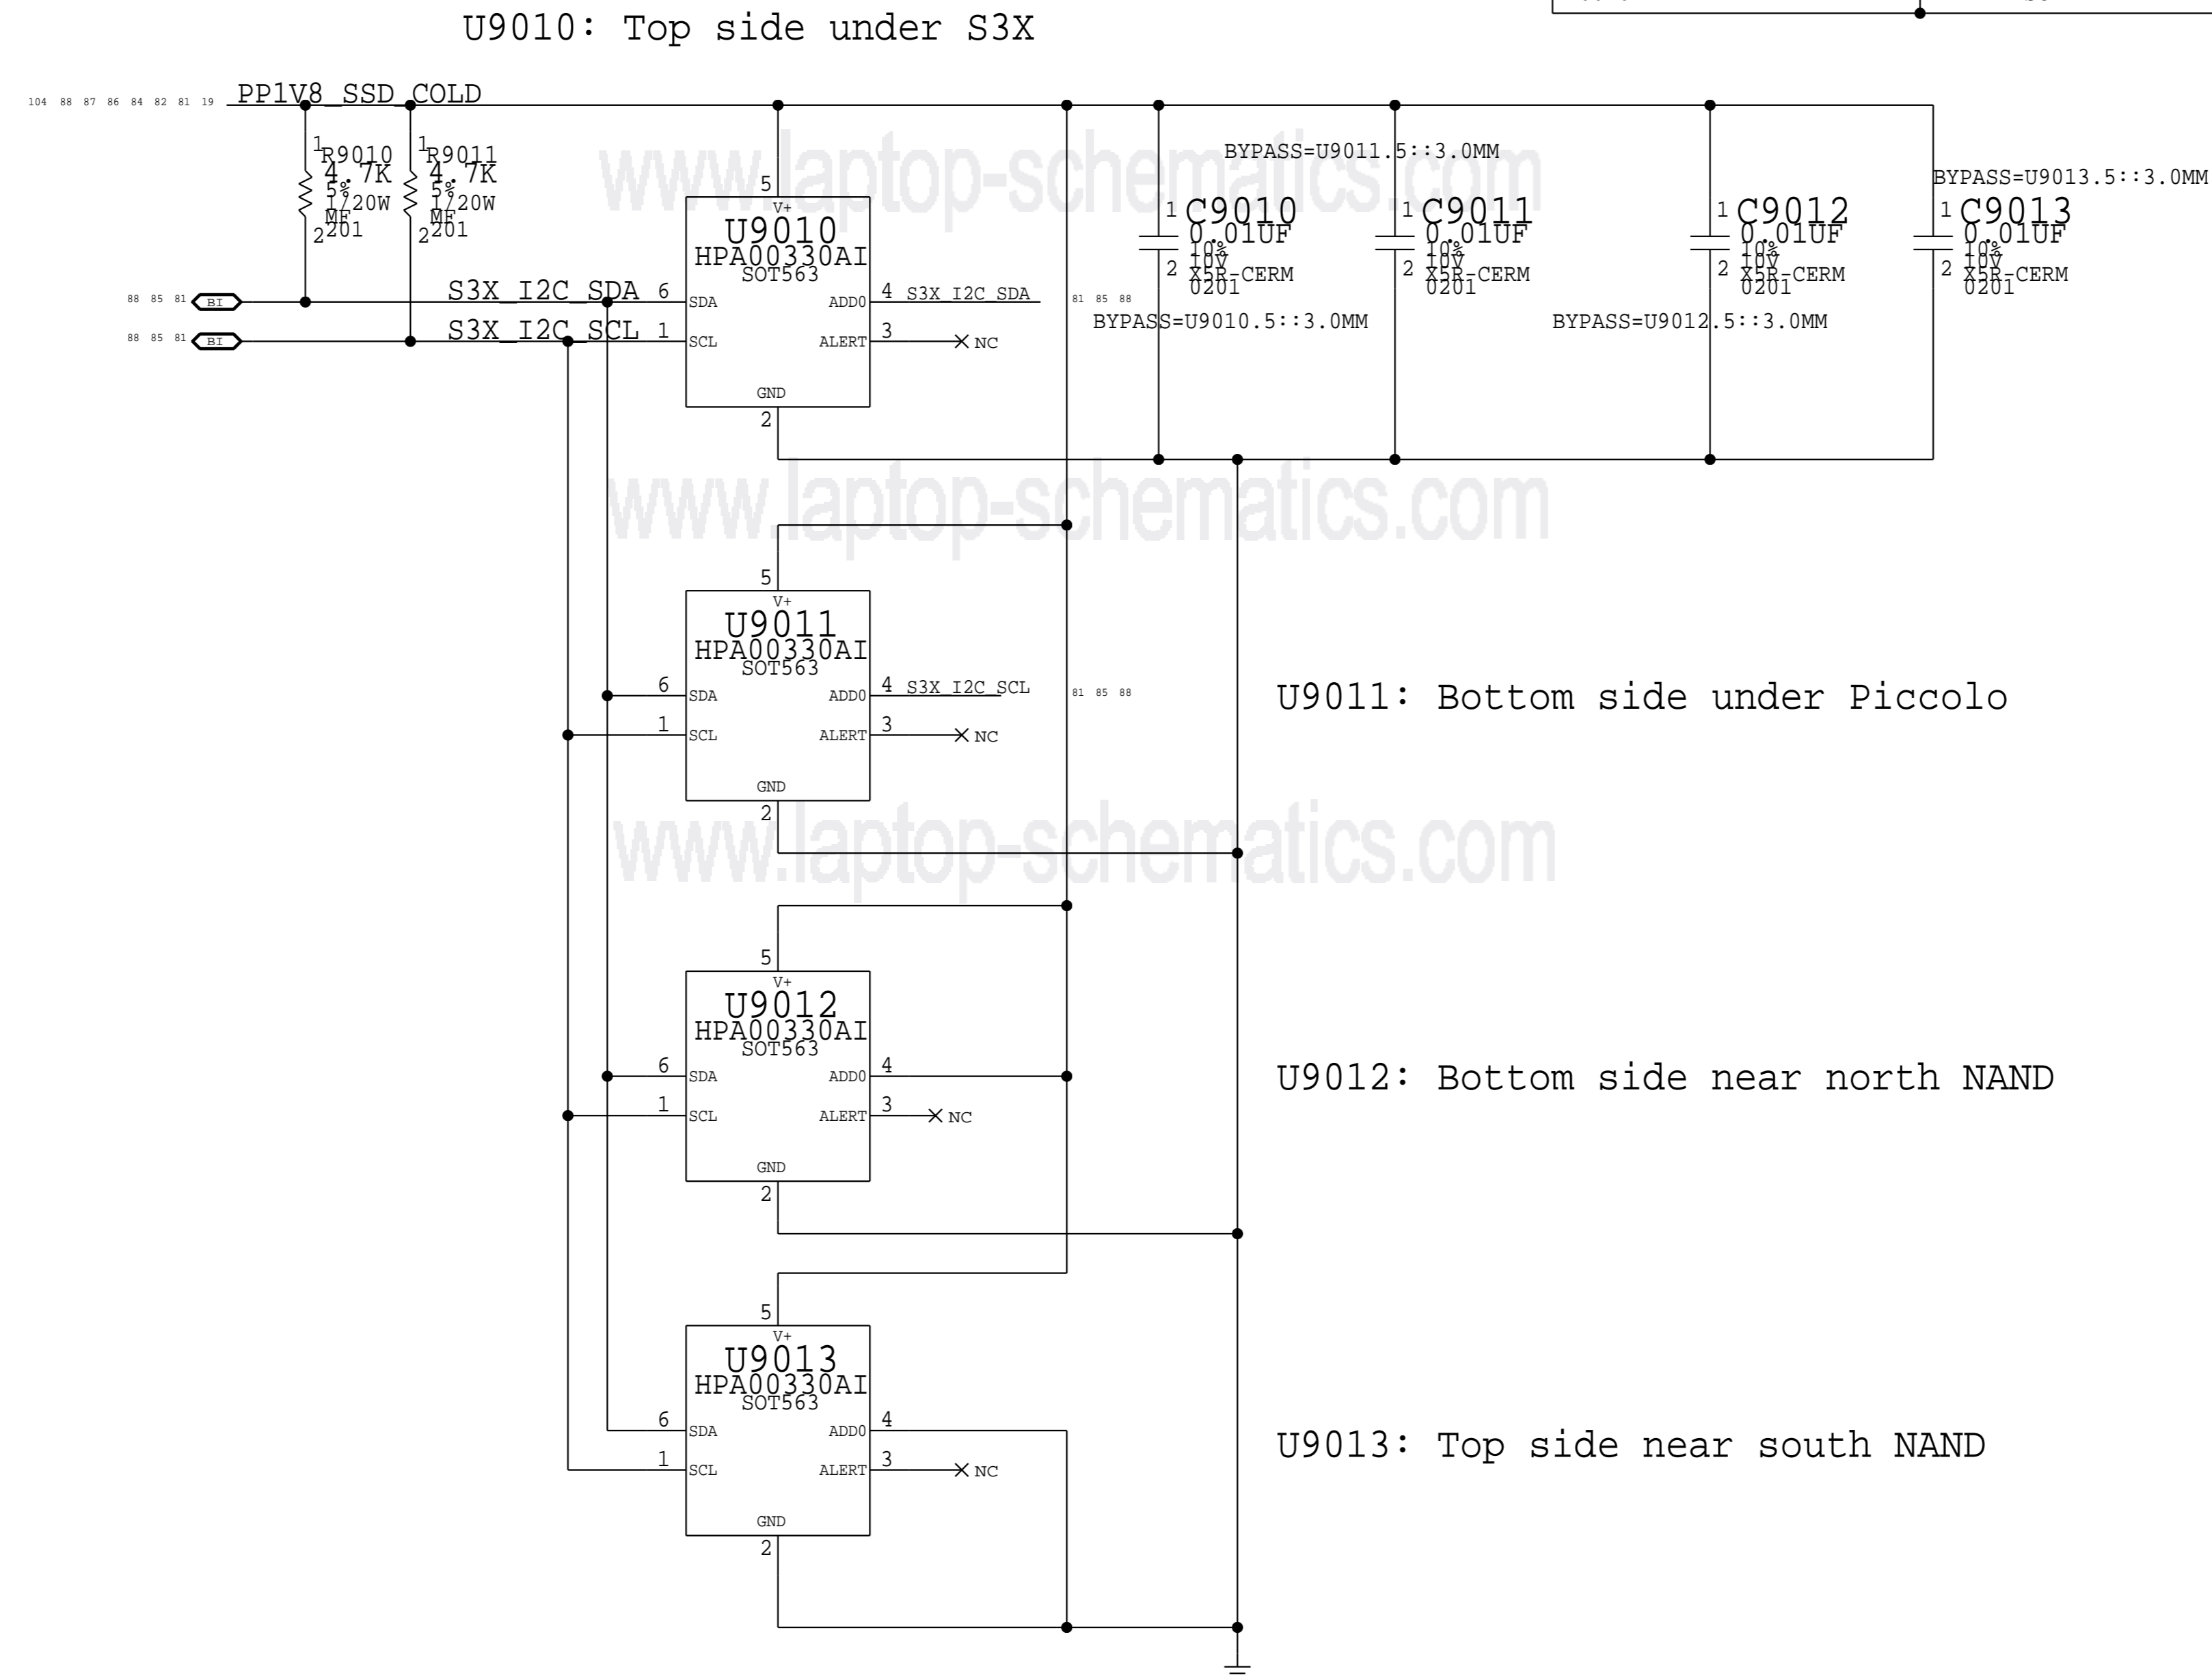 U9010: Top side under S3X
104 88 87 86 84 82 81 19 PP1V8_SSD_COLD
1 R9010 4.7K 5% 1/20W MF 201 2
1 R9011 4.7K 5% 1/20W MF 201 2
BYPASS=U9011.5::3.0MM
BYPASS=U9013.5::3.0MM
www.laptop-schematics.com
5
V+
U9010
HPA00330AI
SOT563
1 C9010 0.01UF 10% 10V X5R-CERM 0201 2
1 C9011 0.01UF 10% 10V X5R-CERM 0201 2
1 C9012 0.01UF 10% 10V X5R-CERM 0201 2
1 C9013 0.01UF 10% 10V X5R-CERM 0201 2
88 85 81 BI S3X_I2C_SDA 6 SDA ADD0 4 S3X_I2C_SDA 81 85 88
BYPASS=U9010.5::3.0MM
BYPASS=U9012.5::3.0MM
88 85 81 BI S3X_I2C_SCL 1 SCL ALERT 3 NC
GND
2
www.laptop-schematics.com
5
V+
U9011
HPA00330AI
SOT563
6 SDA ADD0 4 S3X_I2C_SCL 81 85 88
U9011: Bottom side under Piccolo
1 SCL ALERT 3 NC
GND
2
www.laptop-schematics.com
5
V+
U9012
HPA00330AI
SOT563
6 SDA ADD0 4
U9012: Bottom side near north NAND
1 SCL ALERT 3 NC
GND
2
5
V+
U9013
HPA00330AI
SOT563
6 SDA ADD0 4
U9013: Top side near south NAND
1 SCL ALERT 3 NC
GND
2